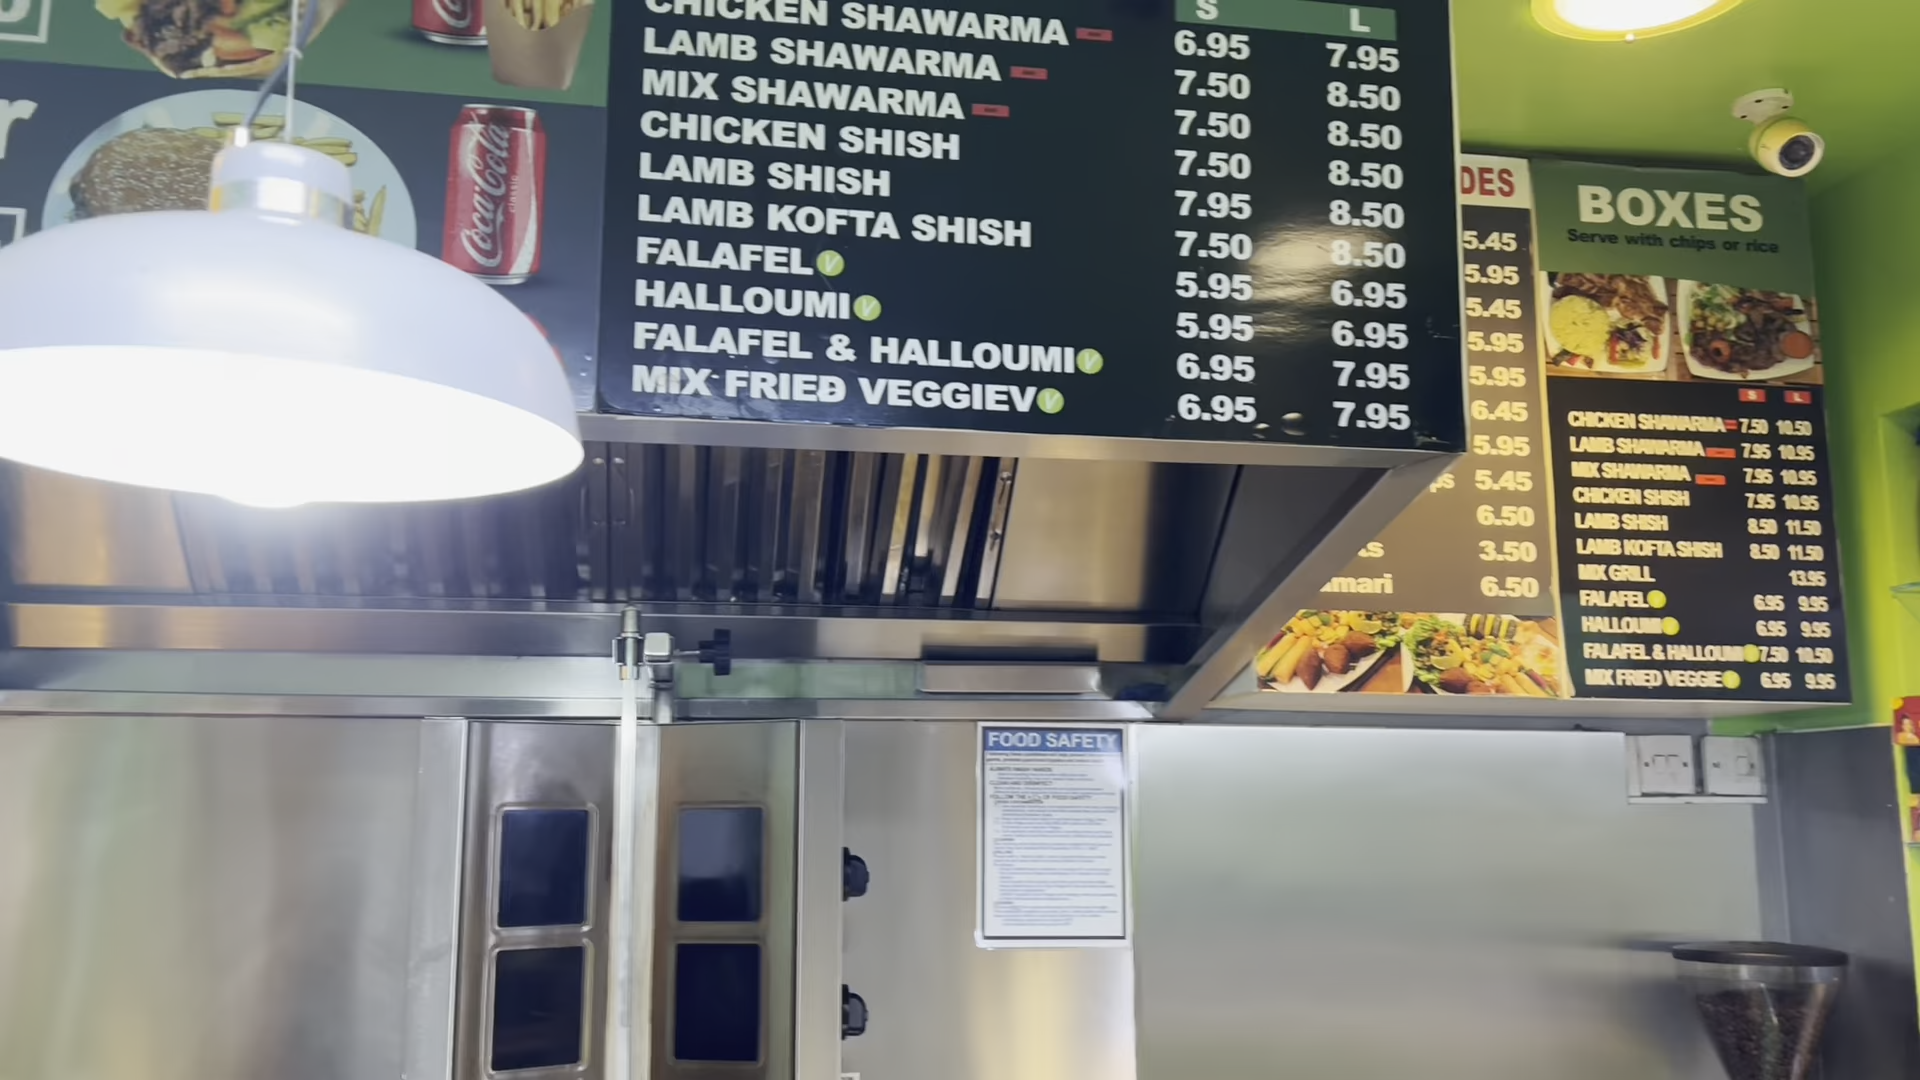 S L
CHICKEN SHAWARMA 6.95 7.95
LAMB SHAWARMA 7.50 8.50
MIX SHAWARMA 7.50 8.50
CHICKEN SHISH 7.50 8.50
LAMB SHISH 7.95 8.50
LAMB KOFTA SHISH 7.50 8.50
FALAFEL V 5.95 6.95
HALLOUMI V 5.95 6.95
FALAFEL & HALLOUMI V 6.95 7.95
MIX FRIED VEGGIEV V 6.95 7.95
Coca-Cola
classic
DES
5.45
5.95
5.45
5.95
5.95
6.45
5.95
ps 5.45
6.50
ks 3.50
amari 6.50
BOXES
Serve with chips or rice
S L
CHICKEN SHAWARMA 7.50 10.50
LAMB SHAWARMA 7.95 10.95
MIX SHAWARMA 7.95 10.95
CHICKEN SHISH 7.95 10.95
LAMB SHISH 8.50 11.50
LAMB KOFTA SHISH 8.50 11.50
MIX GRILL 13.95
FALAFEL 6.95 9.95
HALLOUMI 6.95 9.95
FALAFEL & HALLOUMI 7.50 10.50
MIX FRIED VEGGIE 6.95 9.95
FOOD SAFETY